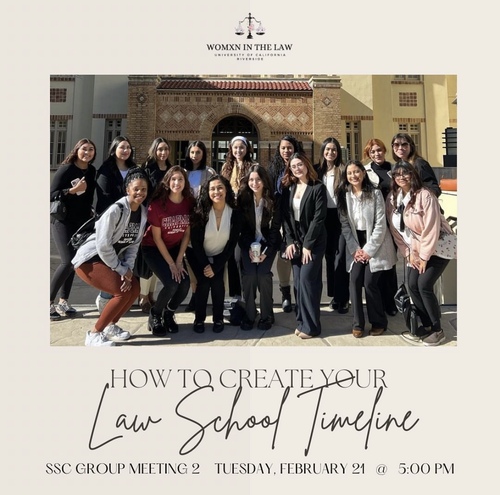 WOMXN IN THE LAW
UNIVERSITY OF CALIFORNIA
RIVERSIDE
HOW TO CREATE YOUR
Law School Timeline
SSC GROUP MEETING 2 TUESDAY, FEBRUARY 21 @ 5:00 PM